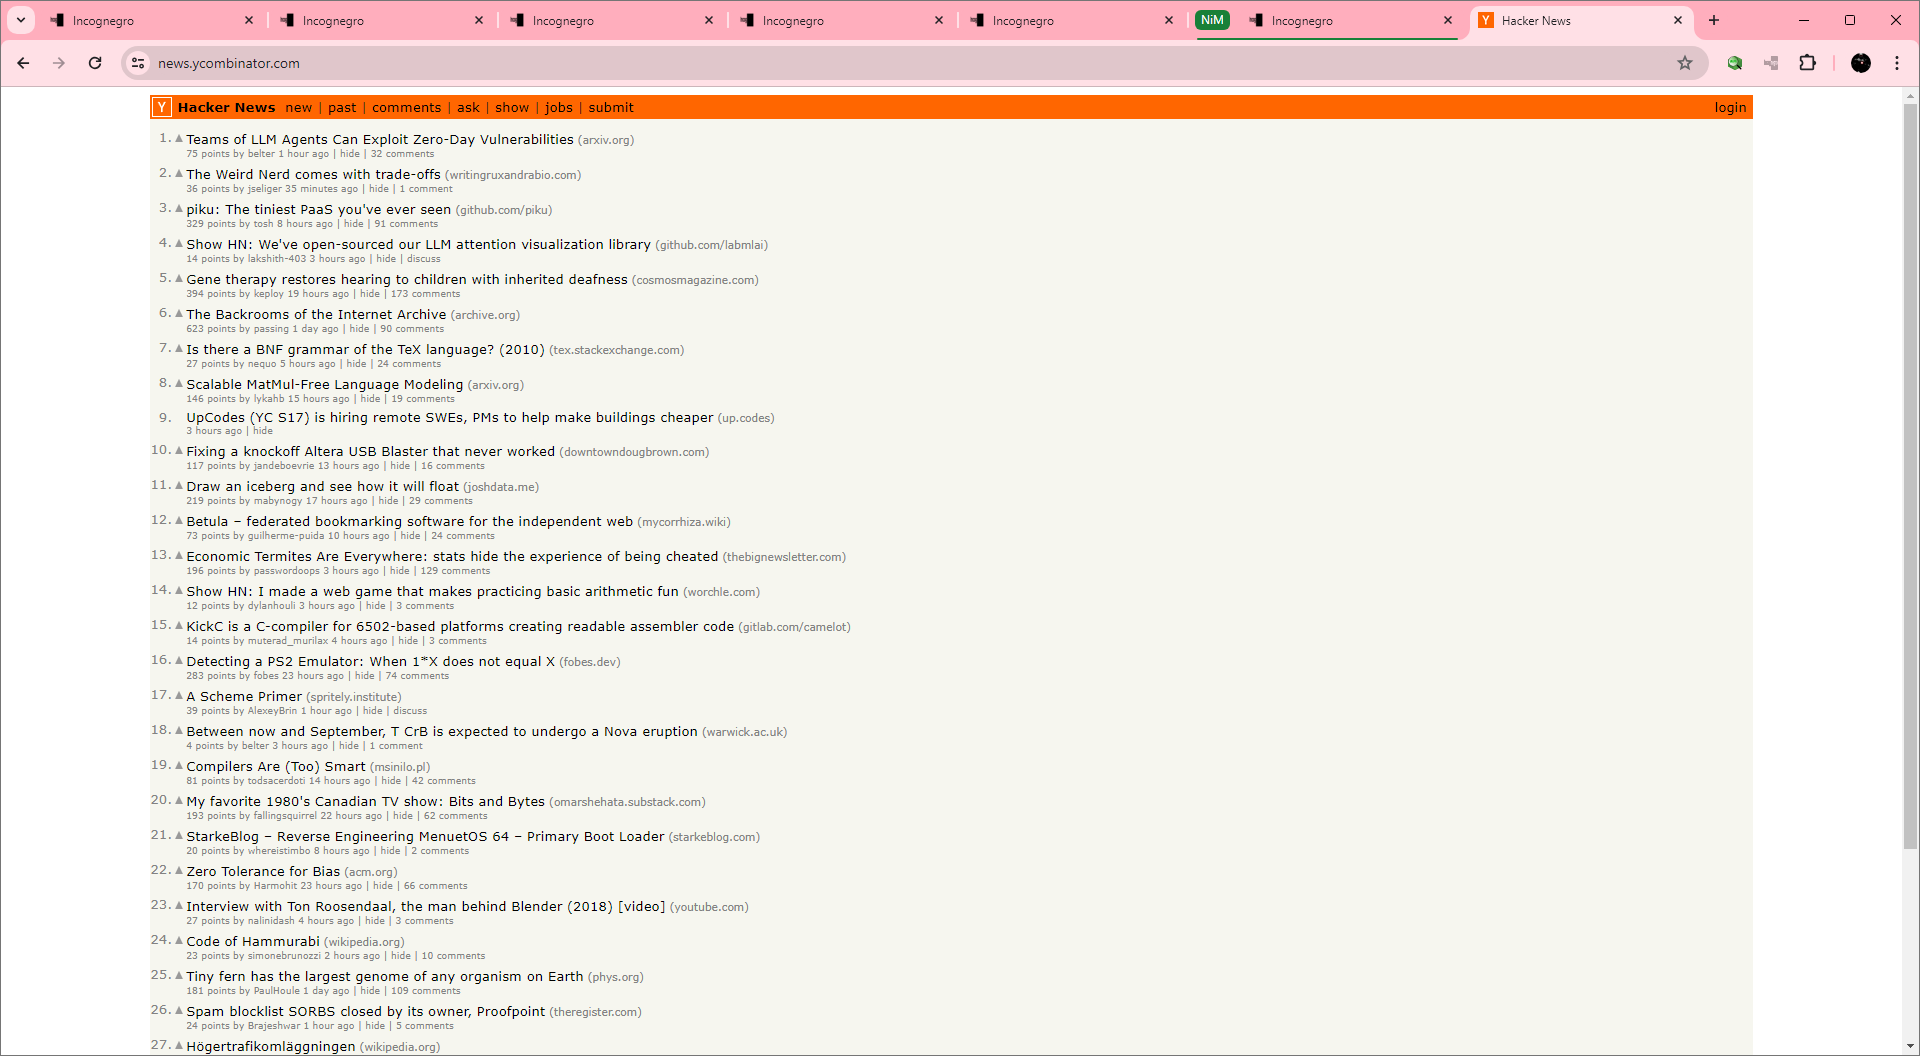 Incognegro
Incognegro
Incognegro
Incognegro
Incognegro
NiM
Incognegro
Hacker News
news.ycombinator.com
Y Hacker News new | past | comments | ask | show | jobs | submit login
1. Teams of LLM Agents Can Exploit Zero-Day Vulnerabilities (arxiv.org)
75 points by belter 1 hour ago | hide | 32 comments
2. The Weird Nerd comes with trade-offs (writingruxandrabio.com)
36 points by jseliger 35 minutes ago | hide | 1 comment
3. piku: The tiniest PaaS you've ever seen (github.com/piku)
329 points by tosh 8 hours ago | hide | 91 comments
4. Show HN: We've open-sourced our LLM attention visualization library (github.com/labmlai)
14 points by lakshith-403 3 hours ago | hide | discuss
5. Gene therapy restores hearing to children with inherited deafness (cosmosmagazine.com)
394 points by keploy 19 hours ago | hide | 173 comments
6. The Backrooms of the Internet Archive (archive.org)
623 points by passing 1 day ago | hide | 90 comments
7. Is there a BNF grammar of the TeX language? (2010) (tex.stackexchange.com)
27 points by nequo 5 hours ago | hide | 24 comments
8. Scalable MatMul-Free Language Modeling (arxiv.org)
146 points by lykahb 15 hours ago | hide | 19 comments
9. UpCodes (YC S17) is hiring remote SWEs, PMs to help make buildings cheaper (up.codes)
3 hours ago | hide
10. Fixing a knockoff Altera USB Blaster that never worked (downtowndougbrown.com)
117 points by jandeboevrie 13 hours ago | hide | 16 comments
11. Draw an iceberg and see how it will float (joshdata.me)
219 points by mabynogy 17 hours ago | hide | 29 comments
12. Betula – federated bookmarking software for the independent web (mycorrhiza.wiki)
73 points by guilherme-puida 10 hours ago | hide | 24 comments
13. Economic Termites Are Everywhere: stats hide the experience of being cheated (thebignewsletter.com)
196 points by passwordoops 3 hours ago | hide | 129 comments
14. Show HN: I made a web game that makes practicing basic arithmetic fun (worchle.com)
12 points by dylanhouli 3 hours ago | hide | 3 comments
15. KickC is a C-compiler for 6502-based platforms creating readable assembler code (gitlab.com/camelot)
14 points by muterad_murilax 4 hours ago | hide | 3 comments
16. Detecting a PS2 Emulator: When 1*X does not equal X (fobes.dev)
283 points by fobes 23 hours ago | hide | 74 comments
17. A Scheme Primer (spritely.institute)
39 points by AlexeyBrin 1 hour ago | hide | discuss
18. Between now and September, T CrB is expected to undergo a Nova eruption (warwick.ac.uk)
4 points by belter 3 hours ago | hide | 1 comment
19. Compilers Are (Too) Smart (msinilo.pl)
81 points by todsacerdoti 14 hours ago | hide | 42 comments
20. My favorite 1980's Canadian TV show: Bits and Bytes (omarshehata.substack.com)
193 points by fallingsquirrel 22 hours ago | hide | 62 comments
21. StarkeBlog – Reverse Engineering MenuetOS 64 – Primary Boot Loader (starkeblog.com)
20 points by whereistimbo 8 hours ago | hide | 2 comments
22. Zero Tolerance for Bias (acm.org)
170 points by Harmohit 23 hours ago | hide | 66 comments
23. Interview with Ton Roosendaal, the man behind Blender (2018) [video] (youtube.com)
27 points by nalinidash 4 hours ago | hide | 3 comments
24. Code of Hammurabi (wikipedia.org)
23 points by simonebrunozzi 2 hours ago | hide | 10 comments
25. Tiny fern has the largest genome of any organism on Earth (phys.org)
181 points by PaulHoule 1 day ago | hide | 109 comments
26. Spam blocklist SORBS closed by its owner, Proofpoint (theregister.com)
24 points by Brajeshwar 1 hour ago | hide | 5 comments
27. Högertrafikomläggningen (wikipedia.org)